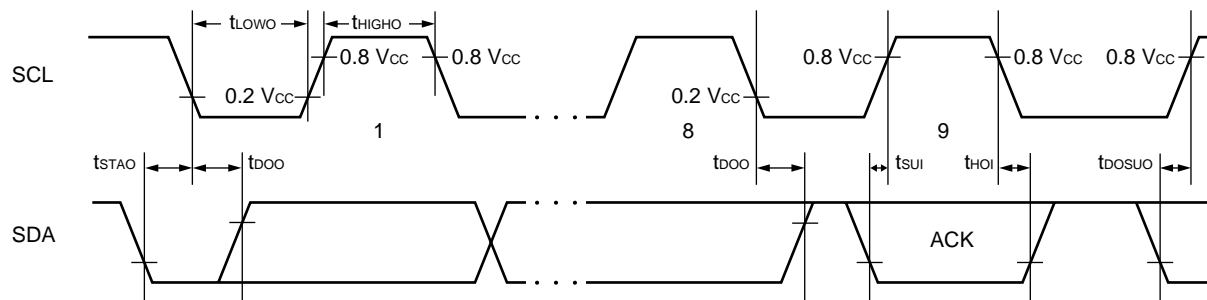 tLOWO tHIGHO
SCL 0.8 VCC 0.8 VCC 0.8 VCC 0.8 VCC 0.8 VCC
0.2 VCC 0.2 VCC
1 8 9
tSTAO tDOO tDOO tSUI tHOI tDOSUO
SDA ACK